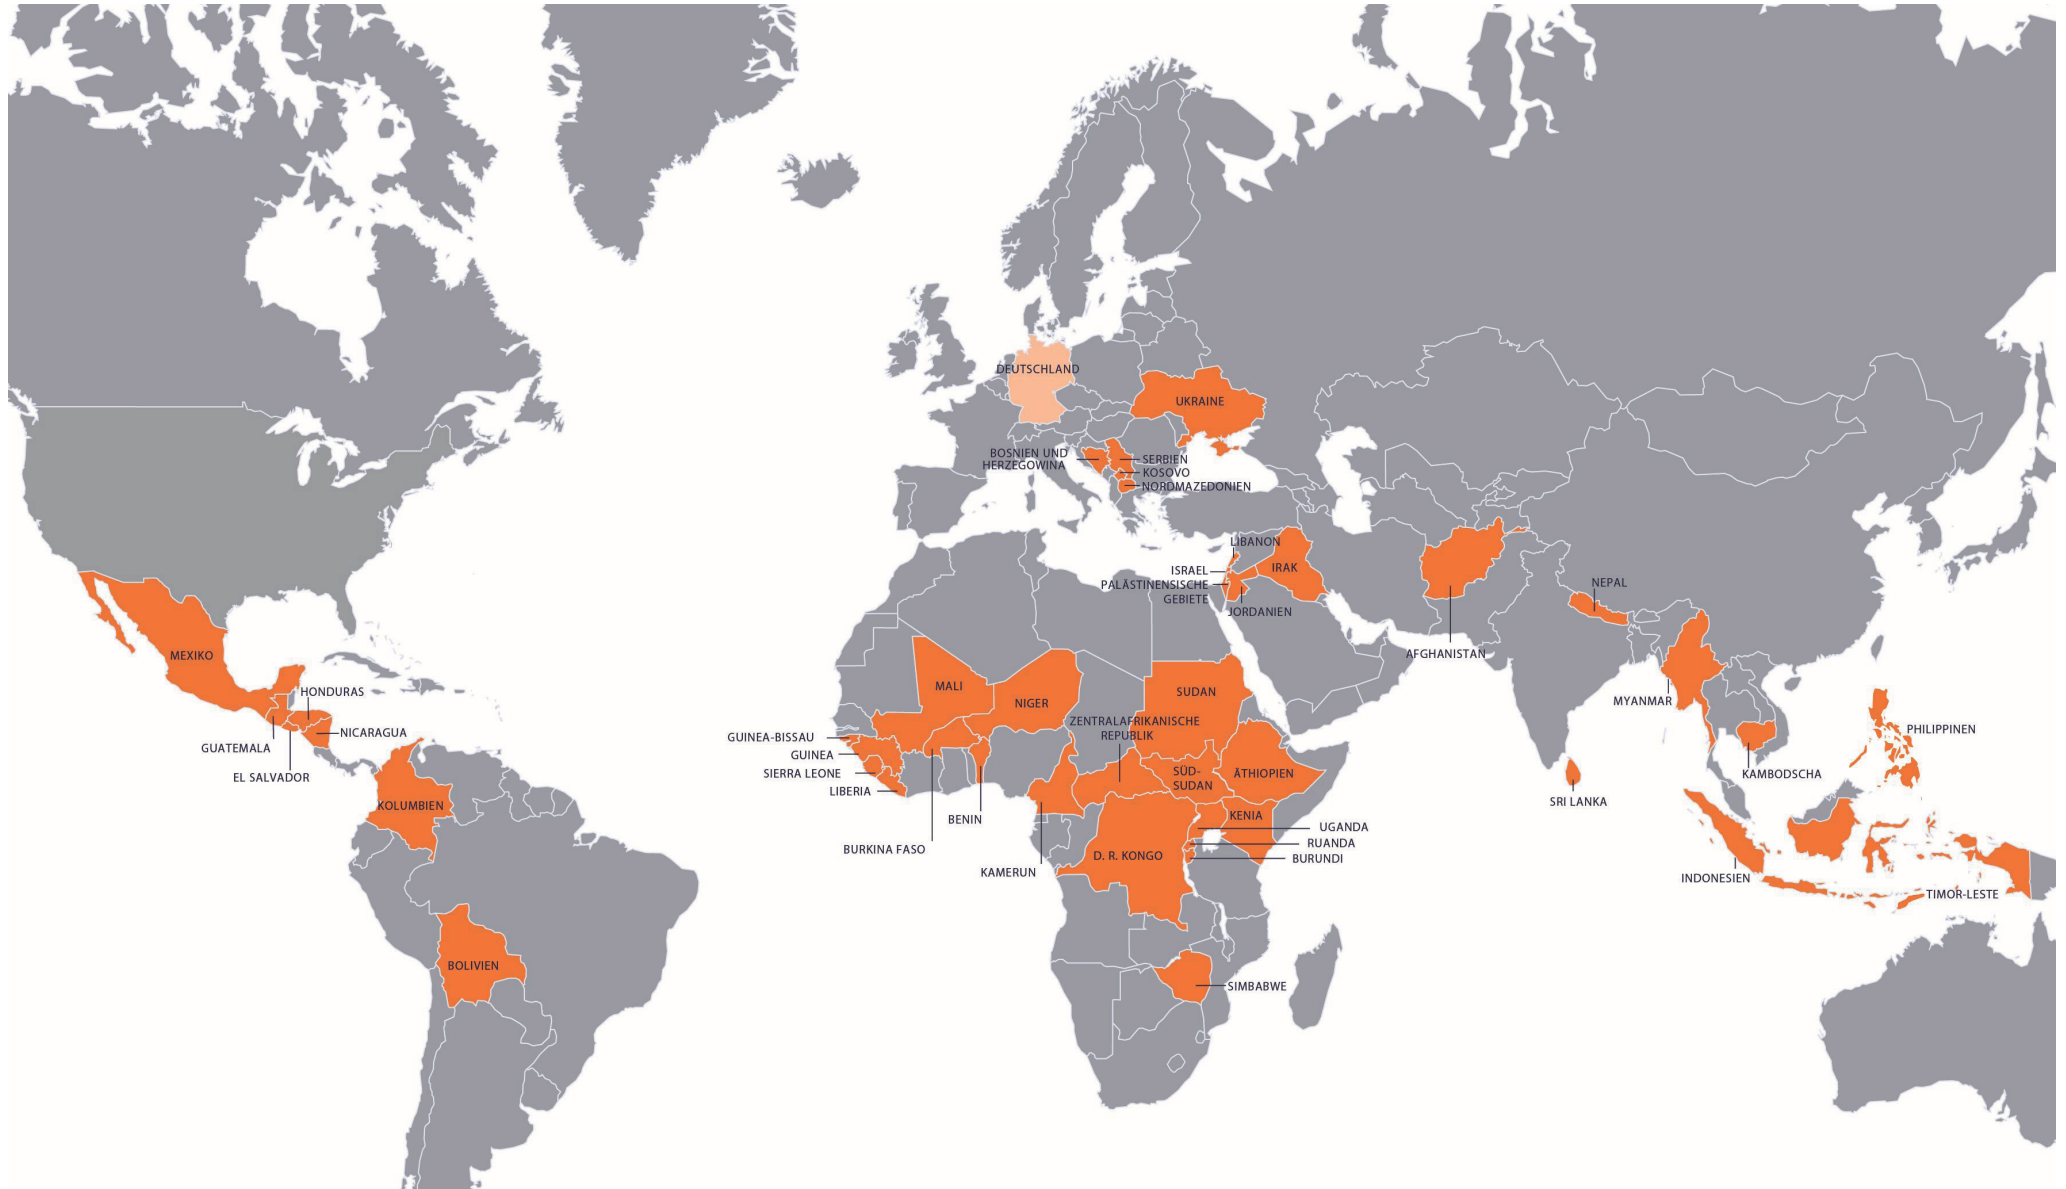 DEUTSCHLAND
UKRAINE
BOSNIEN UND
HERZEGOWINA
SERBIEN
KOSOVO
NORDMAZEDONIEN
LIBANON
ISRAEL
IRAK
PALÄSTINENSISCHE
GEBIETE
JORDANIEN
NEPAL
AFGHANISTAN
MEXIKO
HONDURAS
NICARAGUA
GUATEMALA
EL SALVADOR
KOLUMBIEN
BOLIVIEN
MALI
NIGER
SUDAN
ZENTRALAFRIKANISCHE
REPUBLIK
GUINEA-BISSAU
GUINEA
SIERRA LEONE
LIBERIA
SÜD-
SUDAN
ÄTHIOPIEN
BENIN
KENIA
BURKINA FASO
UGANDA
RUANDA
BURUNDI
D. R. KONGO
KAMERUN
SIMBABWE
MYANMAR
PHILIPPINEN
KAMBODSCHA
SRI LANKA
INDONESIEN
TIMOR-LESTE